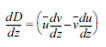 dD/dz = (u̅ dv̅/dz − v̅ du̅/dz)